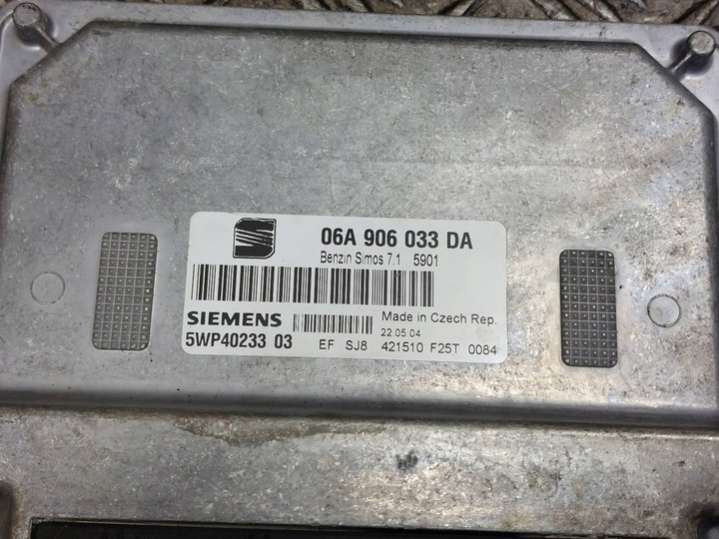 06A 906 033 DA
Benzin Simos 7.1 5901
SIEMENS
Made in Czech Rep.
22.05.04
5WP40233 03
EF SJ8 421510 F25T 0084